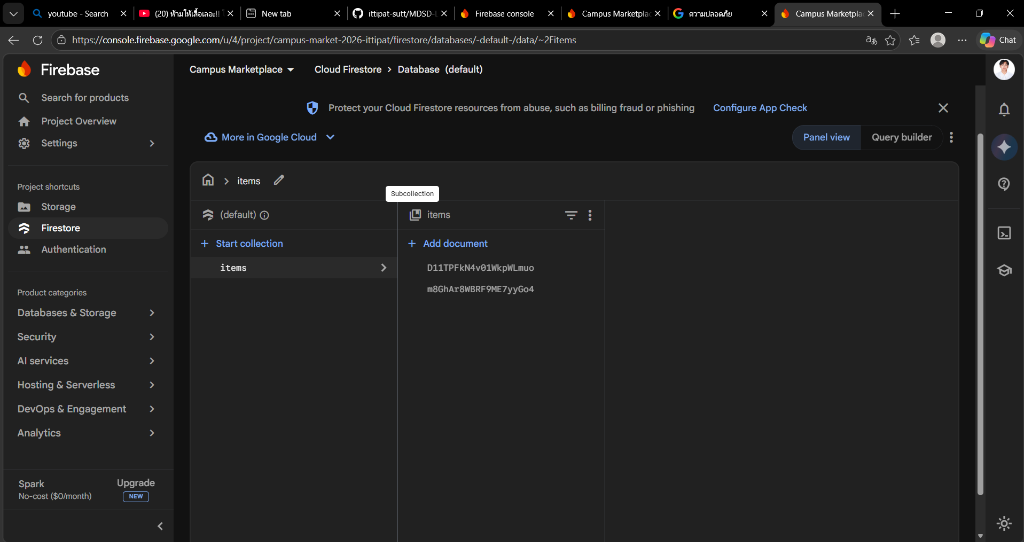 youtube - Search
(20) ห้ามให้เสื้อเลอะ!!
New tab
ittipat-sutt/MDSD-
Firebase console
Campus Marketplac
ความปลอดภัย
Campus Marketplac
https://console.firebase.google.com/u/4/project/campus-market-2026-ittipat/firestore/databases/-default-/data/~2Fitems
Chat
Firebase
Campus Marketplace
Cloud Firestore > Database (default)
Search for products
Project Overview
Settings
Protect your Cloud Firestore resources from abuse, such as billing fraud or phishing
Configure App Check
More in Google Cloud
Panel view
Query builder
items
Subcollection
Project shortcuts
Storage
Firestore
Authentication
(default)
items
+ Start collection
+ Add document
items
D11TPFkN4v01WkpWLmuo
m8GhAr8WBRF9ME7yyGo4
Product categories
Databases & Storage
Security
AI services
Hosting & Serverless
DevOps & Engagement
Analytics
Spark
No-cost ($0/month)
Upgrade
NEW